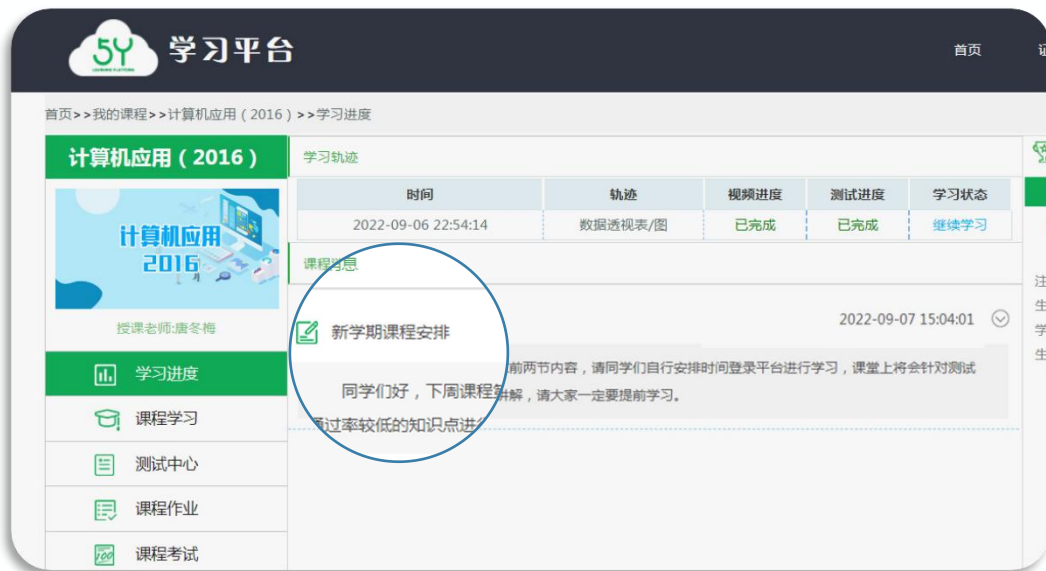 5Y 学习平台
首页
首页>>我的课程>>计算机应用（2016）>>学习进度
计算机应用（2016）
计算机应用
2016
授课老师:唐冬梅
学习进度
课程学习
测试中心
课程作业
100 课程考试
学习轨迹
时间 轨迹 视频进度 测试进度 学习状态
2022-09-06 22:54:14 数据透视表/图 已完成 已完成 继续学习
课程消息
新学期课程安排 2022-09-07 15:04:01
同学们好，下周课程 前两节内容，请同学们自行安排时间登录平台进行学习，课堂上将会针对测试
通过率较低的知识点进行 讲解，请大家一定要提前学习。
注
生
学
生